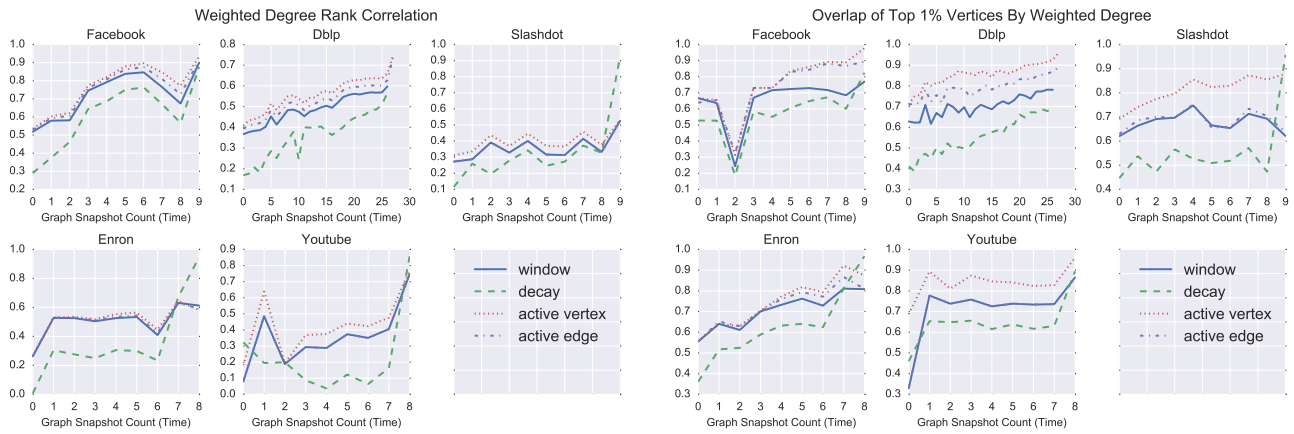 Weighted Degree Rank Correlation
Overlap of Top 1% Vertices By Weighted Degree
Facebook
1.0
0.9
0.8
0.7
0.6
0.5
0.4
0.3
0.2
0 1 2 3 4 5 6 7 8 9
Graph Snapshot Count (Time)
Dblp
0.8
0.7
0.6
0.5
0.4
0.3
0.2
0.1
0 5 10 15 20 25 30
Graph Snapshot Count (Time)
Slashdot
1.0
0.9
0.8
0.7
0.6
0.5
0.4
0.3
0.2
0.1
0 1 2 3 4 5 6 7 8 9
Graph Snapshot Count (Time)
Facebook
1.0
0.9
0.8
0.7
0.6
0.5
0.4
0.3
0.2
0.1
0 1 2 3 4 5 6 7 8 9
Graph Snapshot Count (Time)
Dblp
1.0
0.9
0.8
0.7
0.6
0.5
0.4
0.3
0 5 10 15 20 25 30
Graph Snapshot Count (Time)
Slashdot
1.0
0.9
0.8
0.7
0.6
0.5
0.4
0 1 2 3 4 5 6 7 8 9
Graph Snapshot Count (Time)
Enron
1.0
0.8
0.6
0.4
0.2
0.0
0 1 2 3 4 5 6 7 8
Graph Snapshot Count (Time)
Youtube
0.9
0.8
0.7
0.6
0.5
0.4
0.3
0.2
0.1
0.0
0 1 2 3 4 5 6 7 8
Graph Snapshot Count (Time)
window
decay
active vertex
active edge
Enron
1.0
0.9
0.8
0.7
0.6
0.5
0.4
0.3
0 1 2 3 4 5 6 7 8
Graph Snapshot Count (Time)
Youtube
1.0
0.9
0.8
0.7
0.6
0.5
0.4
0.3
0 1 2 3 4 5 6 7 8
Graph Snapshot Count (Time)
window
decay
active vertex
active edge